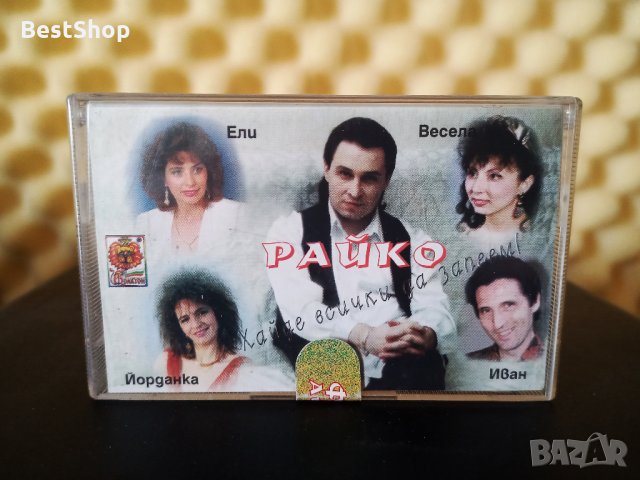 BestShop
Ели
Весела
РАЙКО
Хайде всички да запеем!
Йорданка
Иван
BAZAR